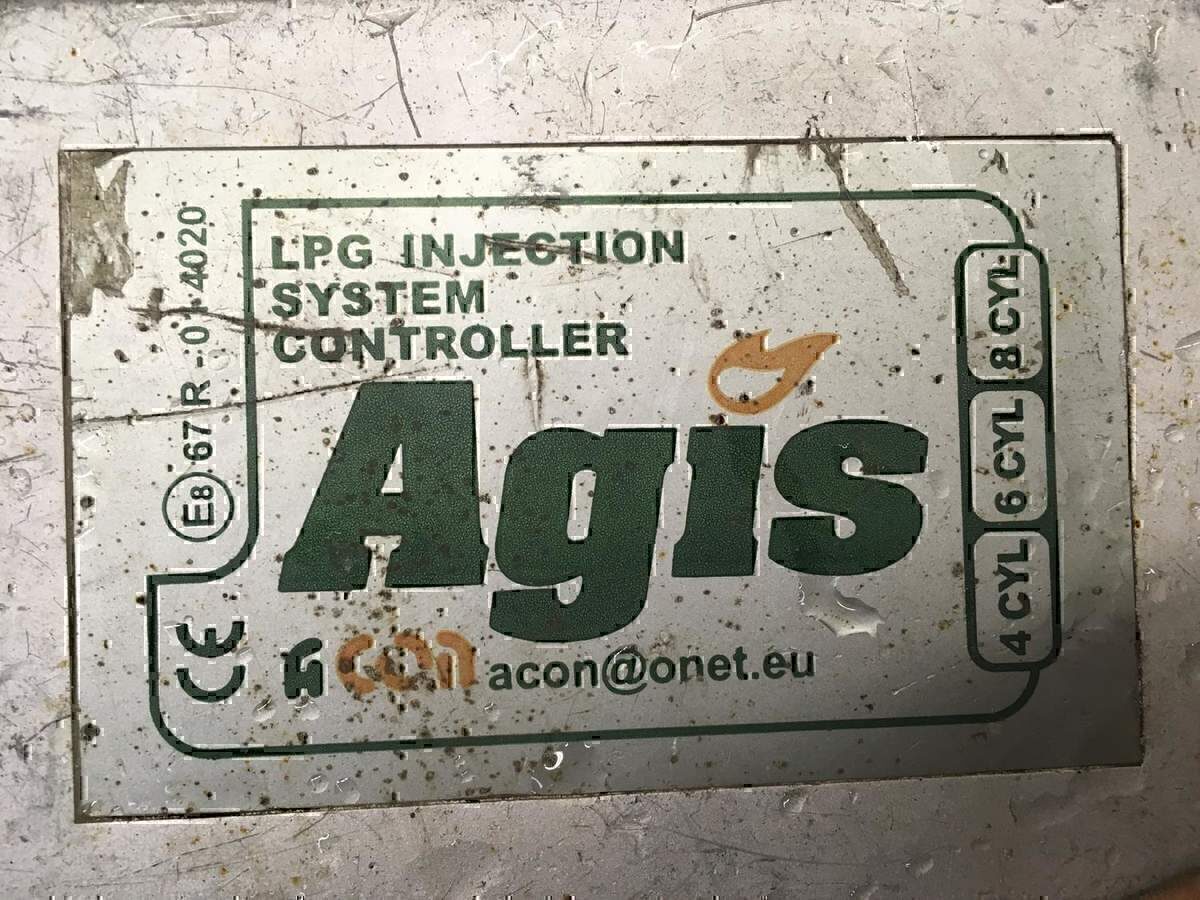 LPG INJECTION
SYSTEM
CONTROLLER
Agis
acon acon@onet.eu
CE
E8 67 R - 01 4020
4 CYL
6 CYL
8 CYL